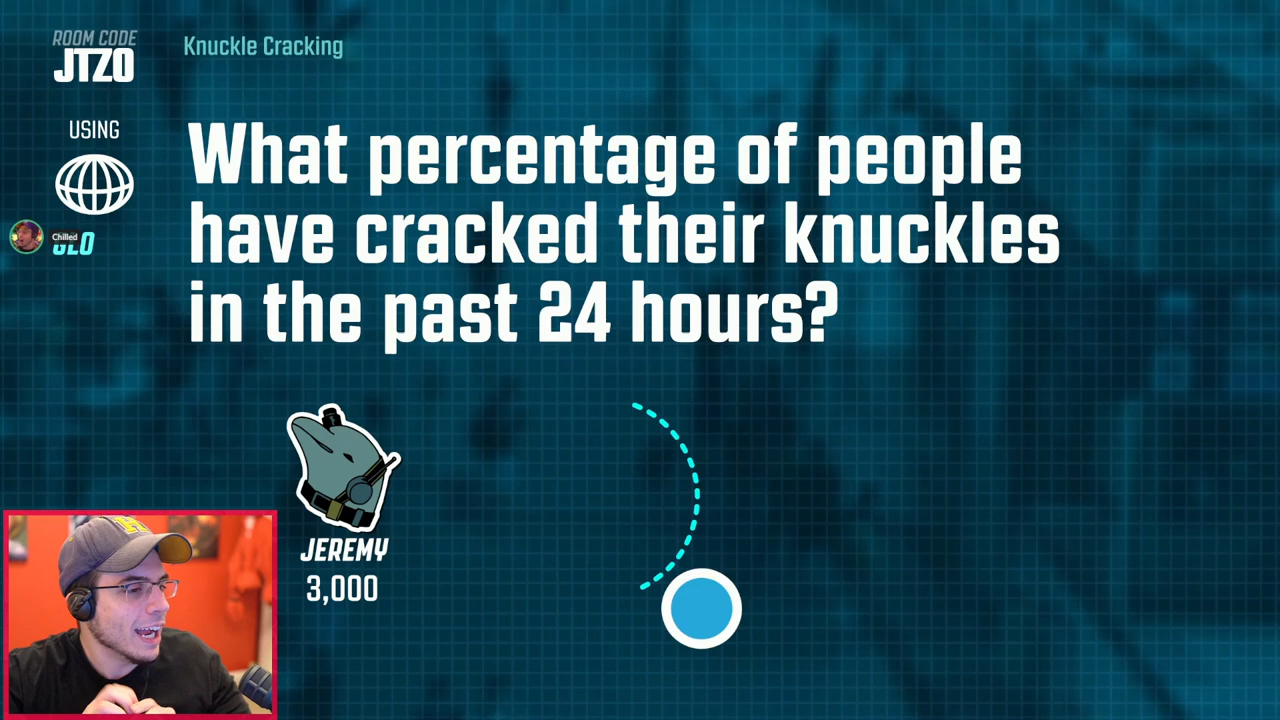 ROOM CODE
JTZO
Knuckle Cracking
USING
What percentage of people
have cracked their knuckles
in the past 24 hours?
Chilled
JEREMY
3,000